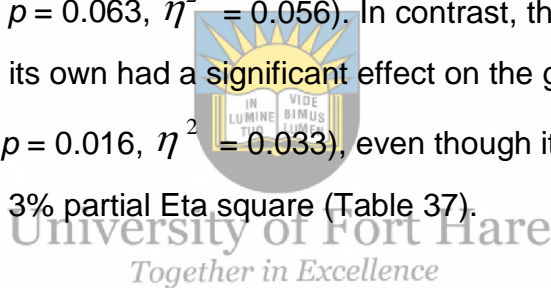 p = 0.063, η² = 0.056). In contrast, th
its own had a significant effect on the g
IN LUMINE TUO VIDE BIMUS LUMEN
p = 0.016, η² = 0.033), even though it
3% partial Eta square (Table 37).
University of Fort Hare
Together in Excellence